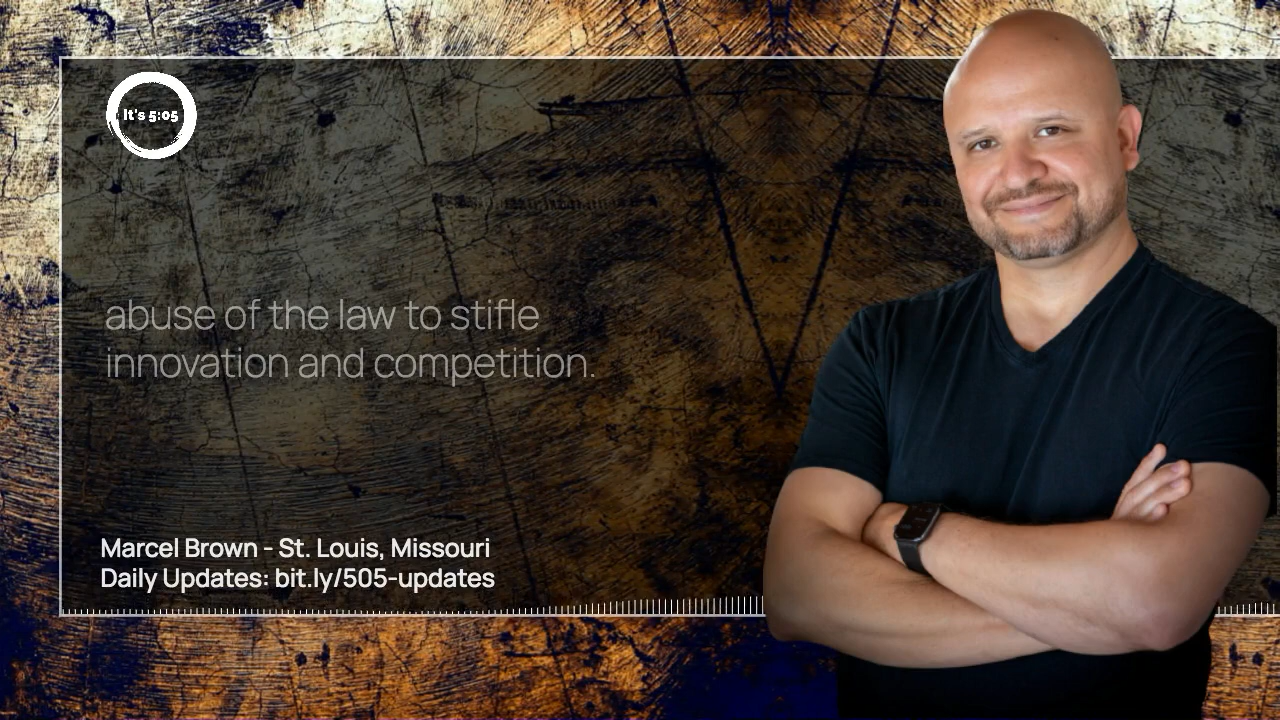 It's 5:05
abuse of the law to stifle
innovation and competition.
Marcel Brown - St. Louis, Missouri
Daily Updates: bit.ly/505-updates